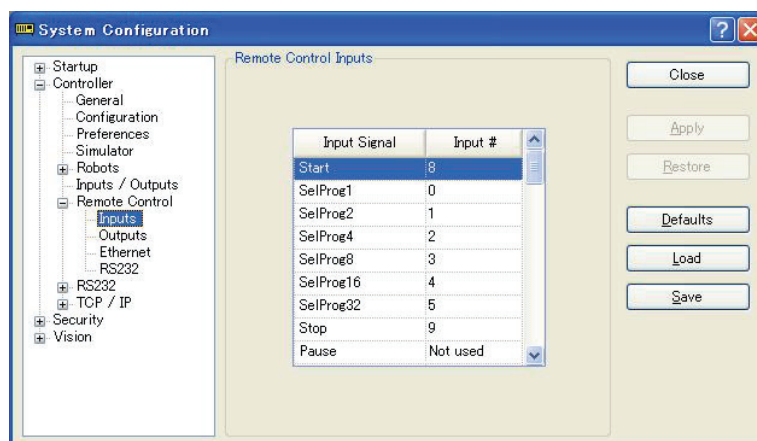 System Configuration
Startup
Controller
General
Configuration
Preferences
Simulator
Robots
Inputs / Outputs
Remote Control
Inputs
Outputs
Ethernet
RS232
RS232
TCP / IP
Security
Vision
Remote Control Inputs
Input Signal Input #
Start 8
SelProg1 0
SelProg2 1
SelProg4 2
SelProg8 3
SelProg16 4
SelProg32 5
Stop 9
Pause Not used
Close
Apply
Restore
Defaults
Load
Save